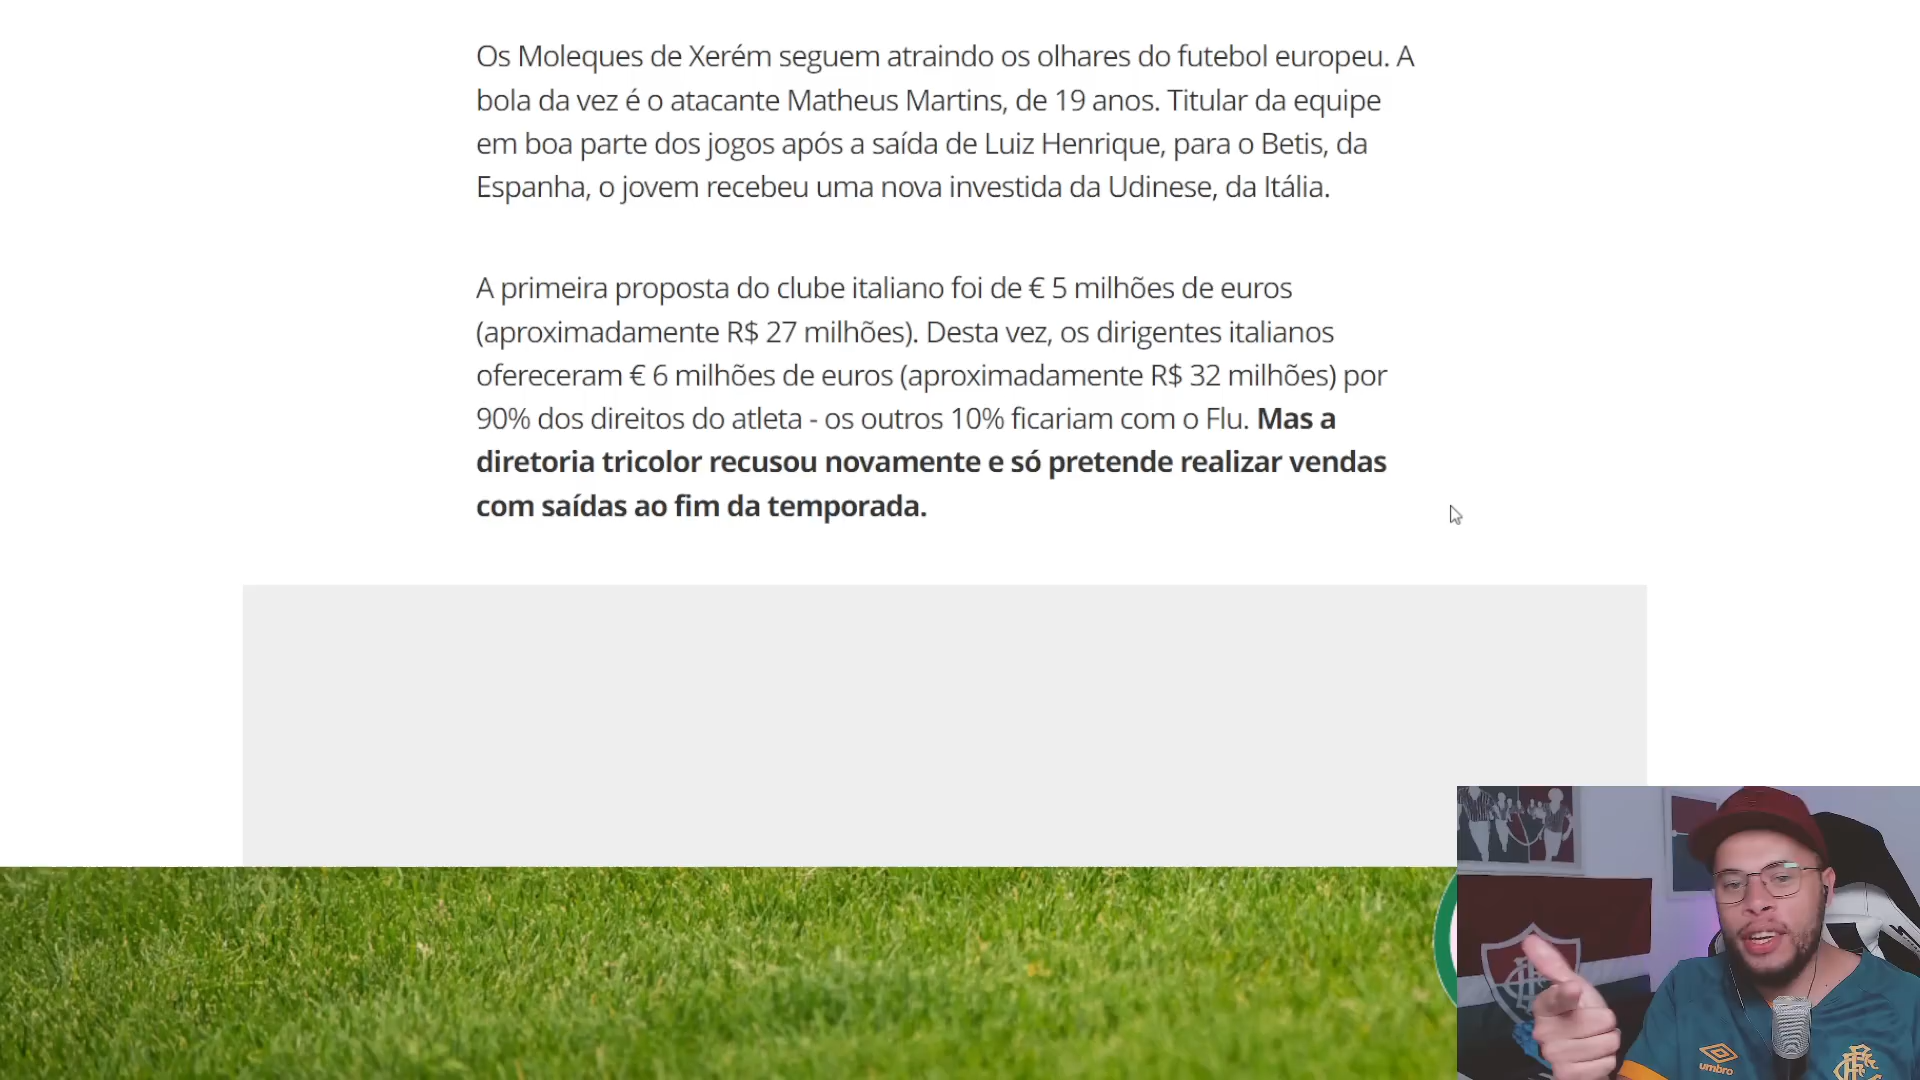 Os Moleques de Xerém seguem atraindo os olhares do futebol europeu. A
bola da vez é o atacante Matheus Martins, de 19 anos. Titular da equipe
em boa parte dos jogos após a saída de Luiz Henrique, para o Betis, da
Espanha, o jovem recebeu uma nova investida da Udinese, da Itália.
A primeira proposta do clube italiano foi de € 5 milhões de euros
(aproximadamente R$ 27 milhões). Desta vez, os dirigentes italianos
ofereceram € 6 milhões de euros (aproximadamente R$ 32 milhões) por
90% dos direitos do atleta - os outros 10% ficariam com o Flu. Mas a
diretoria tricolor recusou novamente e só pretende realizar vendas
com saídas ao fim da temporada.
umbro